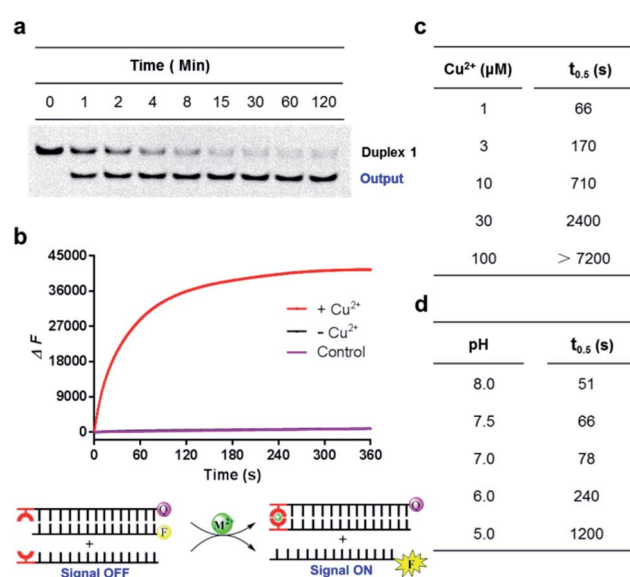 a
Time ( Min)
0 1 2 4 8 15 30 60 120
Duplex 1
Output
b
45000
36000
27000
18000
9000
0
Δ F
+ Cu²⁺
- Cu²⁺
Control
0 60 120 180 240 300 360
Time (s)
Q
F
+
Signal OFF
M²⁺
Q
+
F
Signal ON
c
Cu²⁺ (μM) t₀.₅ (s)
1 66
3 170
10 710
30 2400
100 > 7200
d
pH t₀.₅ (s)
8.0 51
7.5 66
7.0 78
6.0 240
5.0 1200